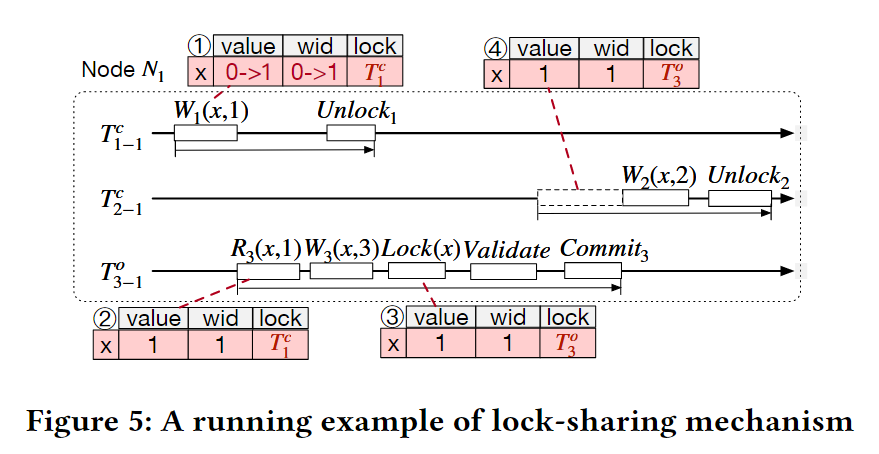 ① value wid lock
x 0->1 0->1 T₁ᶜ
④ value wid lock
x 1 1 T₃ᵒ
Node N₁
W₁(x,1) Unlock₁
T₁₋₁ᶜ
W₂(x,2) Unlock₂
T₂₋₁ᶜ
R₃(x,1) W₃(x,3) Lock(x) Validate Commit₃
T₃₋₁ᵒ
② value wid lock
x 1 1 T₁ᶜ
③ value wid lock
x 1 1 T₃ᵒ
Figure 5: A running example of lock-sharing mechanism